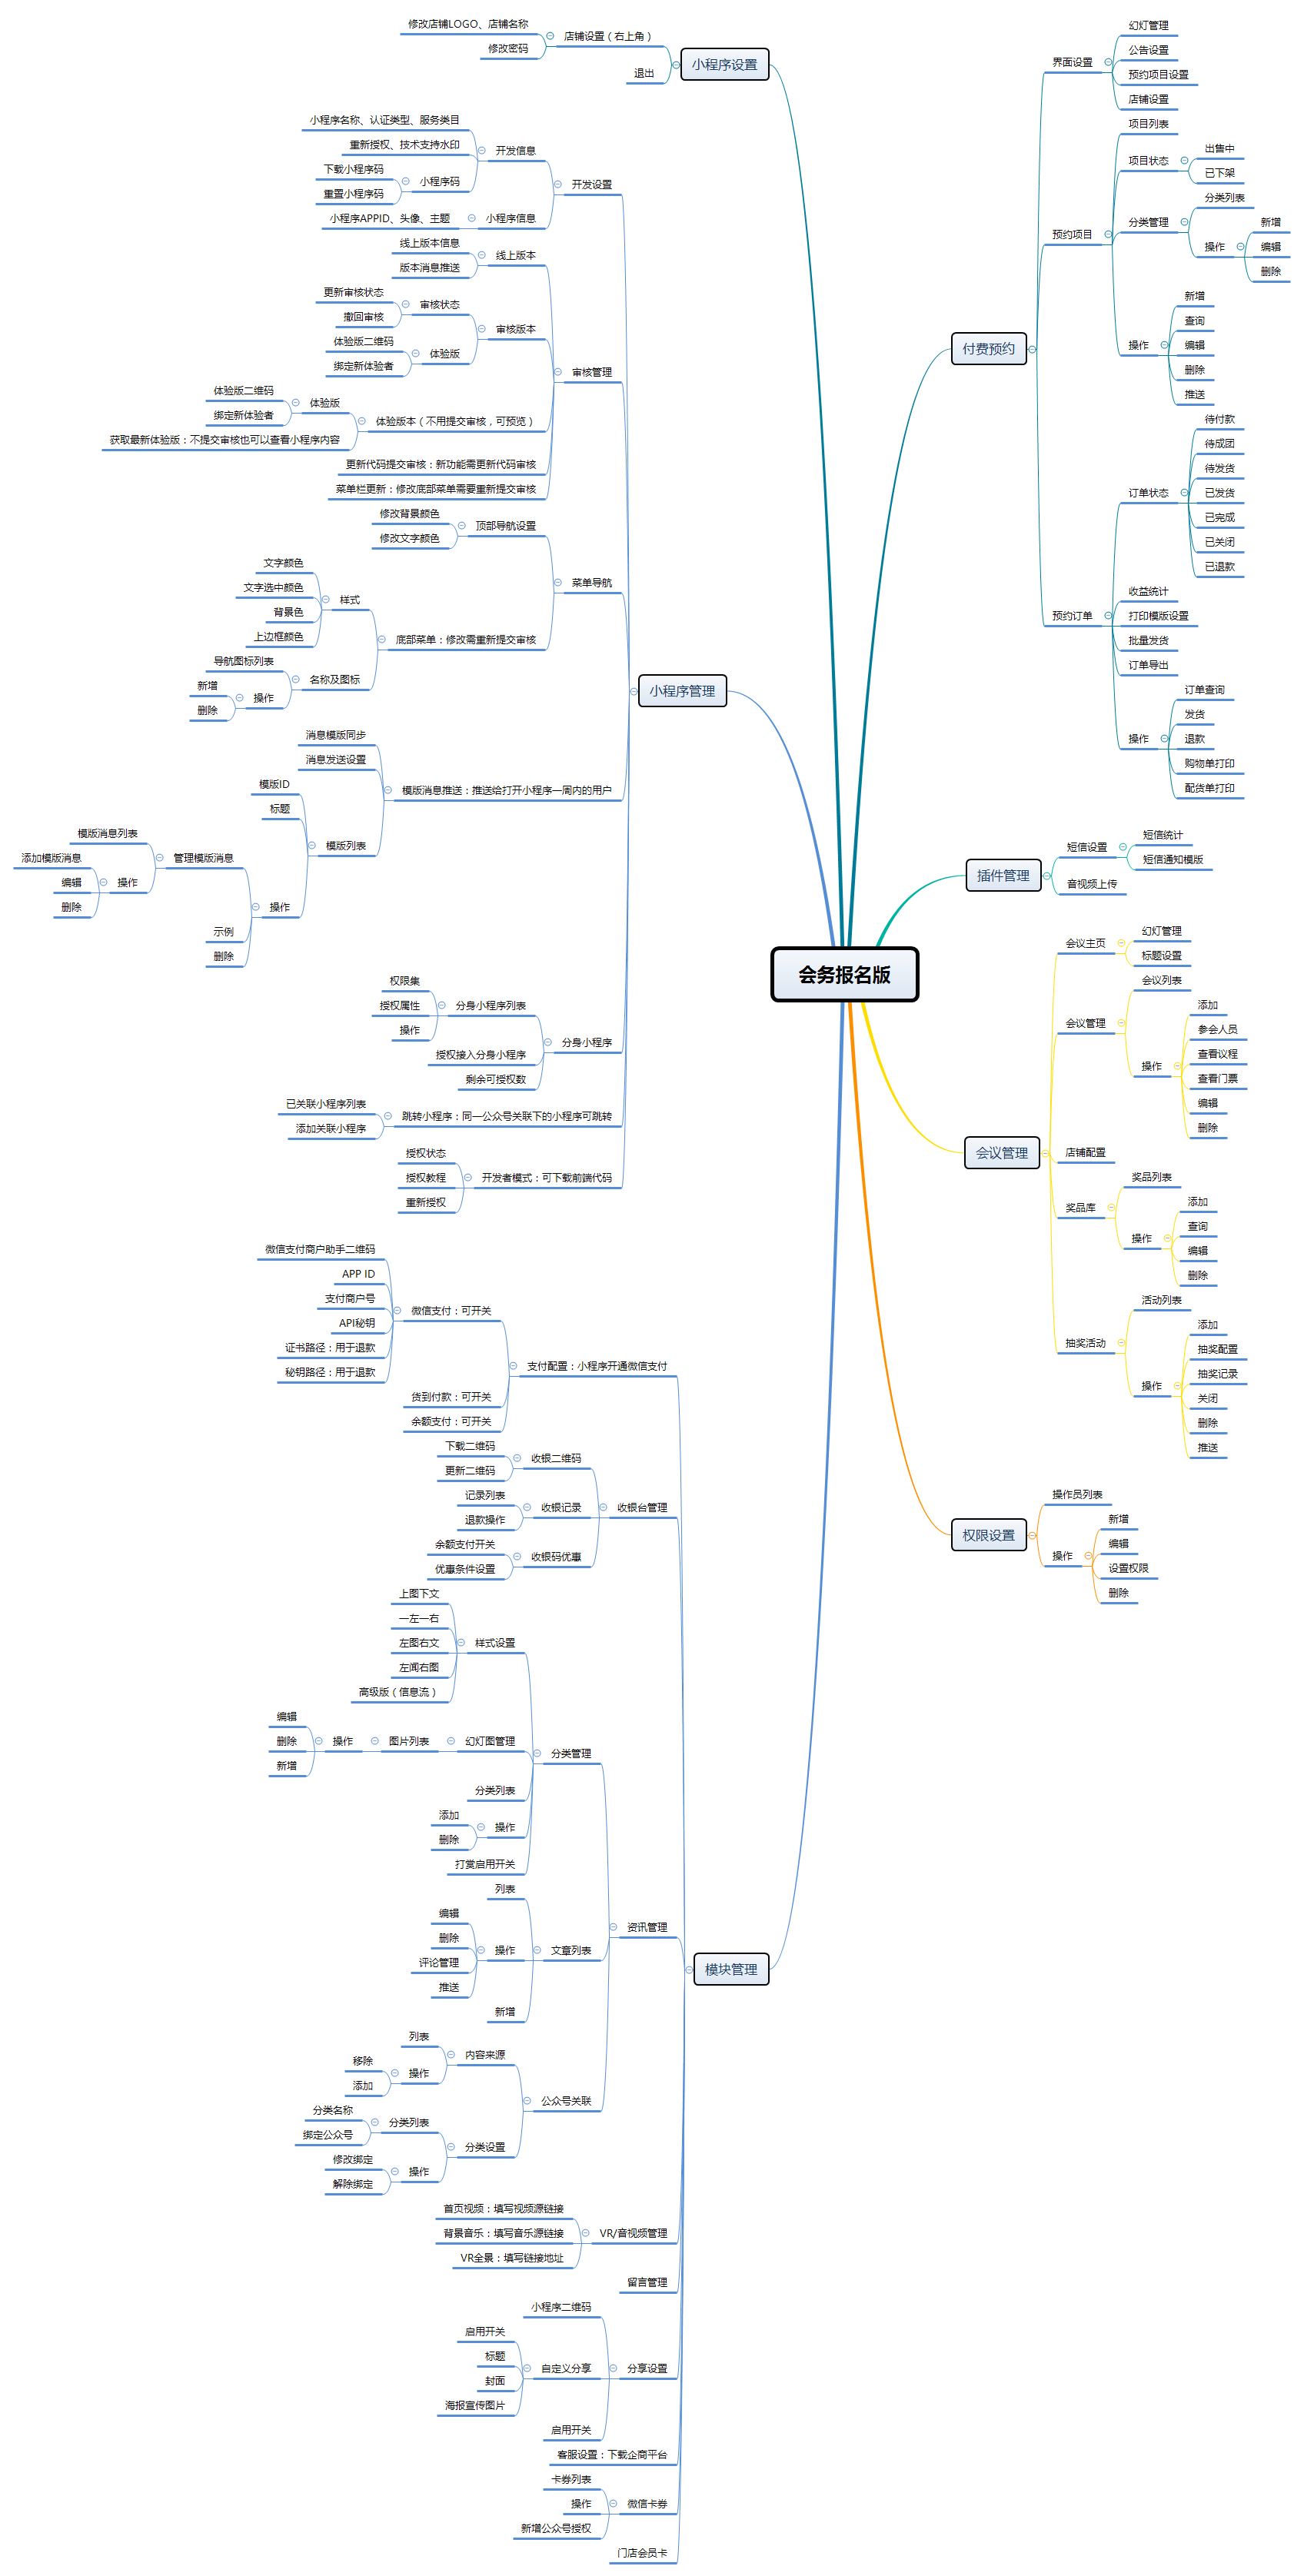 会务报名版
小程序设置
店铺设置（右上角）
修改店铺LOGO、店铺名称
修改密码
退出
小程序管理
开发设置
开发信息
小程序名称、认证类型、服务类目
重新授权、技术支持水印
小程序码
下载小程序码
重置小程序码
小程序信息
小程序APPID、头像、主题
审核管理
线上版本
线上版本信息
版本消息推送
审核版本
审核状态
更新审核状态
撤回审核
体验版
体验版二维码
绑定新体验者
体验版本（不用提交审核，可预览）
体验版
体验版二维码
绑定新体验者
获取最新体验版：不提交审核也可以查看小程序内容
更新代码提交审核：新功能需更新代码审核
菜单栏更新：修改底部菜单需要重新提交审核
菜单导航
顶部导航设置
修改背景颜色
修改文字颜色
底部菜单：修改需重新提交审核
样式
文字颜色
文字选中颜色
背景色
上边框颜色
名称及图标
导航图标列表
操作
新增
删除
模版消息推送：推送给打开小程序一周内的用户
消息模版同步
消息发送设置
模版列表
模版ID
标题
操作
管理模版消息
模版消息列表
操作
添加模版消息
编辑
删除
示例
删除
分身小程序
分身小程序列表
权限集
授权属性
操作
授权接入分身小程序
剩余可授权数
跳转小程序：同一公众号关联下的小程序可跳转
已关联小程序列表
添加关联小程序
开发者模式：可下载前端代码
授权状态
授权教程
重新授权
模块管理
支付配置：小程序开通微信支付
微信支付：可开关
微信支付商户助手二维码
APP ID
支付商户号
API秘钥
证书路径：用于退款
秘钥路径：用于退款
货到付款：可开关
余额支付：可开关
收银台管理
收银二维码
下载二维码
更新二维码
收银记录
记录列表
退款操作
收银码优惠
余额支付开关
优惠条件设置
资讯管理
分类管理
样式设置
上图下文
一左一右
左图右文
左闻右图
高级版（信息流）
幻灯图管理
图片列表
操作
编辑
删除
新增
分类列表
操作
添加
删除
打赏启用开关
文章列表
列表
操作
编辑
删除
评论管理
推送
新增
公众号关联
内容来源
列表
操作
移除
添加
分类设置
分类列表
分类名称
绑定公众号
操作
修改绑定
解除绑定
VR/音视频管理
首页视频：填写视频源链接
背景音乐：填写音乐源链接
VR全景：填写链接地址
留言管理
分享设置
小程序二维码
自定义分享
启用开关
标题
封面
海报宣传图片
启用开关
客服设置：下载企商平台
微信卡券
卡券列表
操作
新增公众号授权
门店会员卡
付费预约
界面设置
幻灯管理
公告设置
预约项目设置
店铺设置
预约项目
项目列表
项目状态
出售中
已下架
分类管理
分类列表
操作
新增
编辑
删除
操作
新增
查询
编辑
删除
推送
预约订单
订单状态
待付款
待成团
待发货
已发货
已完成
已关闭
已退款
收益统计
打印模版设置
批量发货
订单导出
操作
订单查询
发货
退款
购物单打印
配货单打印
插件管理
短信设置
短信统计
短信通知模版
音视频上传
会议管理
会议主页
幻灯管理
标题设置
会议管理
会议列表
操作
添加
参会人员
查看议程
查看门票
编辑
删除
店铺配置
奖品库
奖品列表
操作
添加
查询
编辑
删除
抽奖活动
活动列表
操作
添加
抽奖配置
抽奖记录
关闭
删除
推送
权限设置
操作员列表
操作
新增
编辑
设置权限
删除